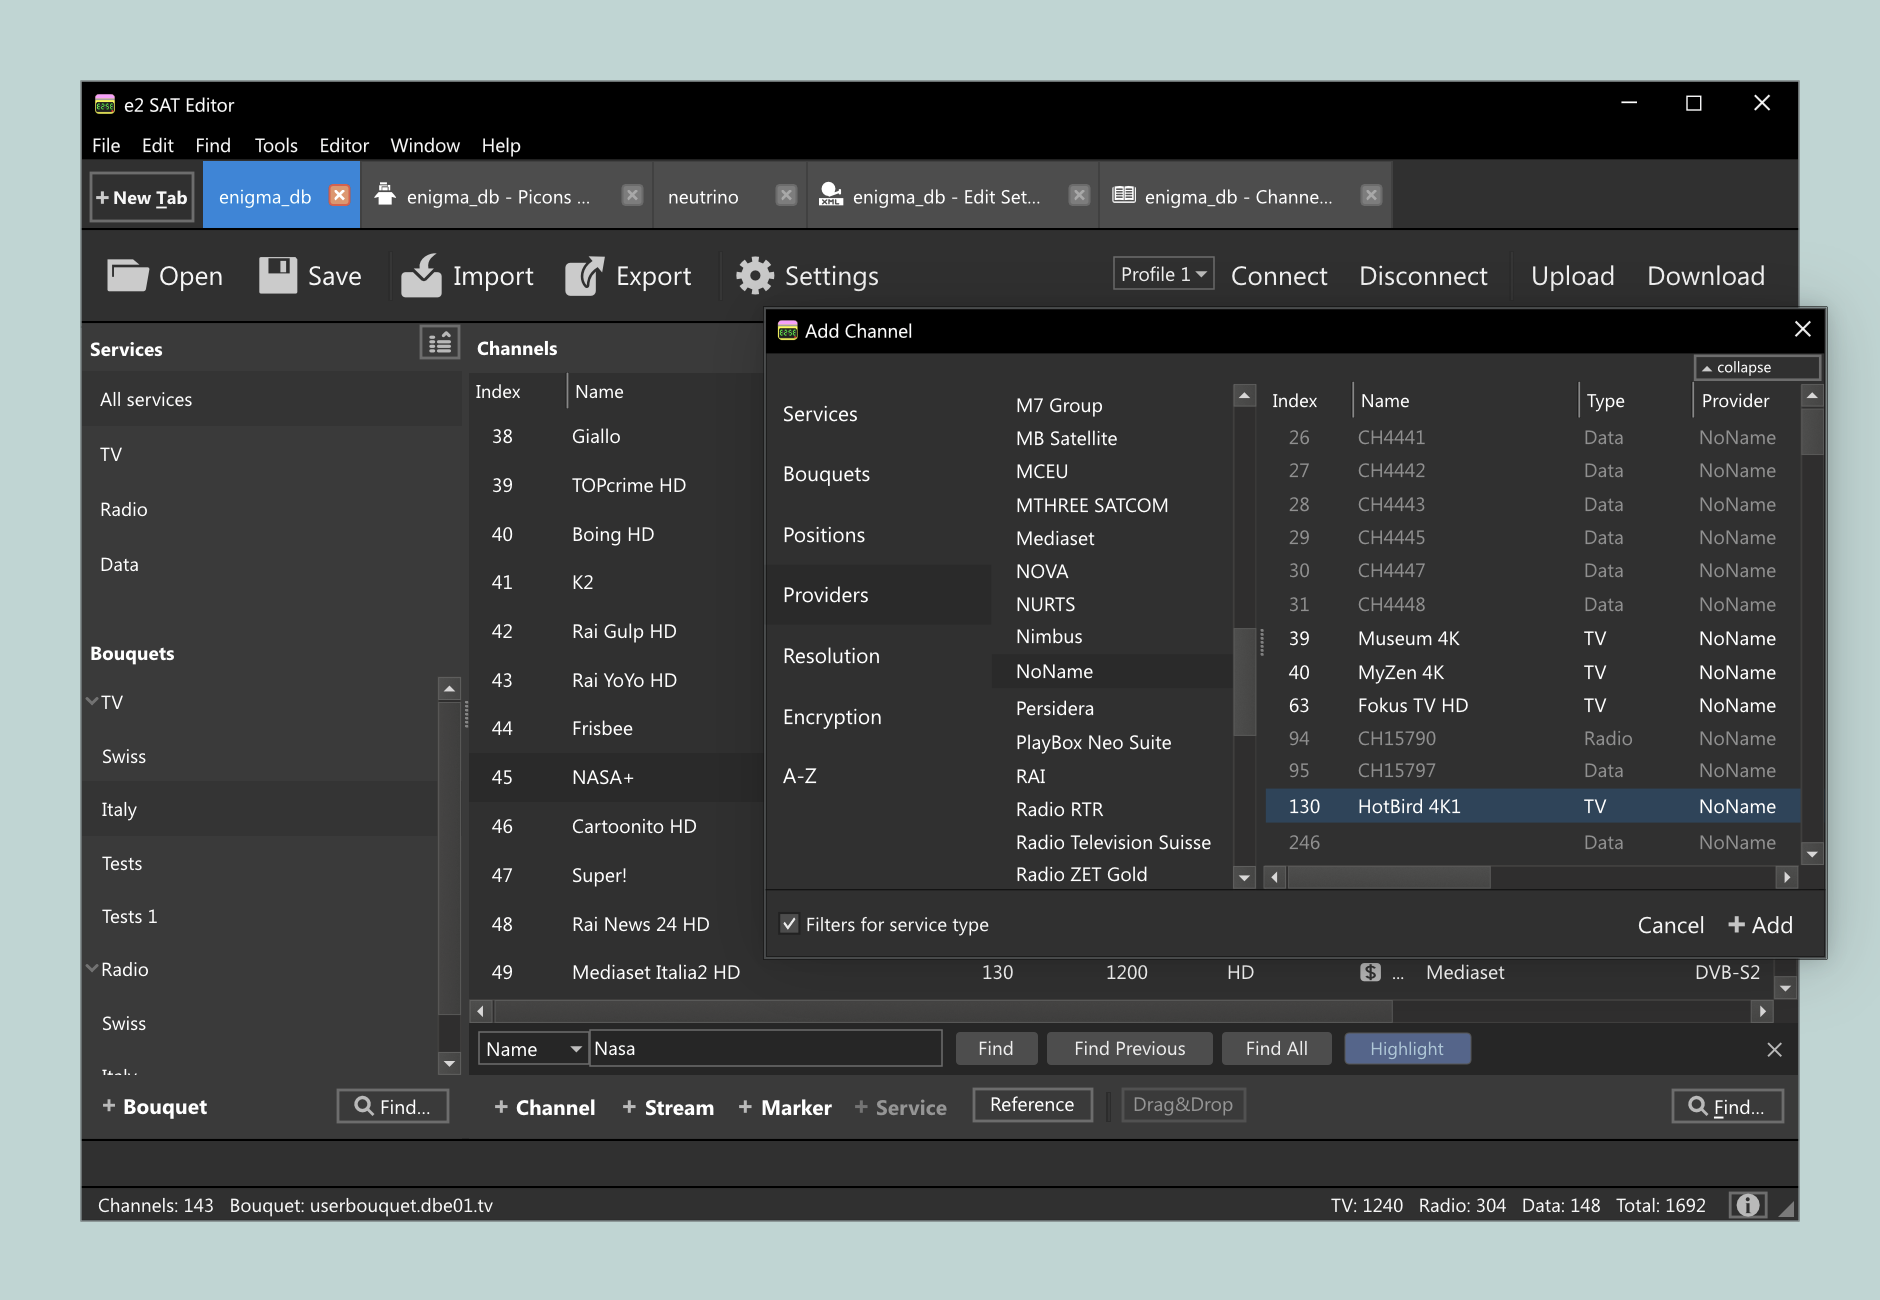 e2 SAT Editor
File Edit Find Tools Editor Window Help
+ New Tab enigma_db enigma_db - Picons ... neutrino XML enigma_db - Edit Set... enigma_db - Channe...
Open Save Import Export Settings Profile 1 Connect Disconnect Upload Download
Services
All services
TV
Radio
Data
Bouquets
TV
Swiss
Italy
Tests
Tests 1
Radio
Swiss
Italy
+ Bouquet Find...
Channels
Index Name
38 Giallo
39 TOPcrime HD
40 Boing HD
41 K2
42 Rai Gulp HD
43 Rai YoYo HD
44 Frisbee
45 NASA+
46 Cartoonito HD
47 Super!
48 Rai News 24 HD
49 Mediaset Italia2 HD 130 1200 HD $ ... Mediaset DVB-S2
Add Channel
collapse
Services
Bouquets
Positions
Providers
Resolution
Encryption
A-Z
M7 Group
MB Satellite
MCEU
MTHREE SATCOM
Mediaset
NOVA
NURTS
Nimbus
NoName
Persidera
PlayBox Neo Suite
RAI
Radio RTR
Radio Television Suisse
Radio ZET Gold
Index Name Type Provider
26 CH4441 Data NoName
27 CH4442 Data NoName
28 CH4443 Data NoName
29 CH4445 Data NoName
30 CH4447 Data NoName
31 CH4448 Data NoName
39 Museum 4K TV NoName
40 MyZen 4K TV NoName
63 Fokus TV HD TV NoName
94 CH15790 Radio NoName
95 CH15797 Data NoName
130 HotBird 4K1 TV NoName
246 Data NoName
Filters for service type Cancel + Add
Name Nasa Find Find Previous Find All Highlight
+ Channel + Stream + Marker + Service Reference Drag&Drop Find...
Channels: 143 Bouquet: userbouquet.dbe01.tv TV: 1240 Radio: 304 Data: 148 Total: 1692